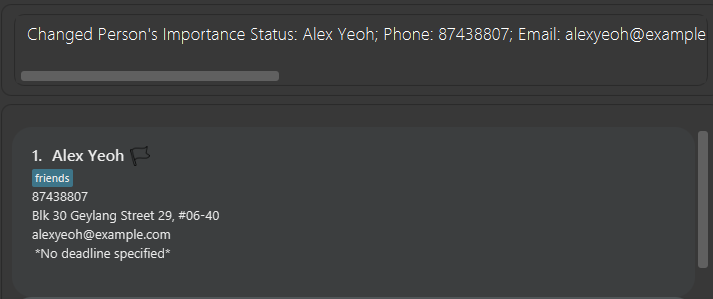 Changed Person's Importance Status: Alex Yeoh; Phone: 87438807; Email: alexyeoh@example
1. Alex Yeoh
friends
87438807
Blk 30 Geylang Street 29, #06-40
alexyeoh@example.com
*No deadline specified*